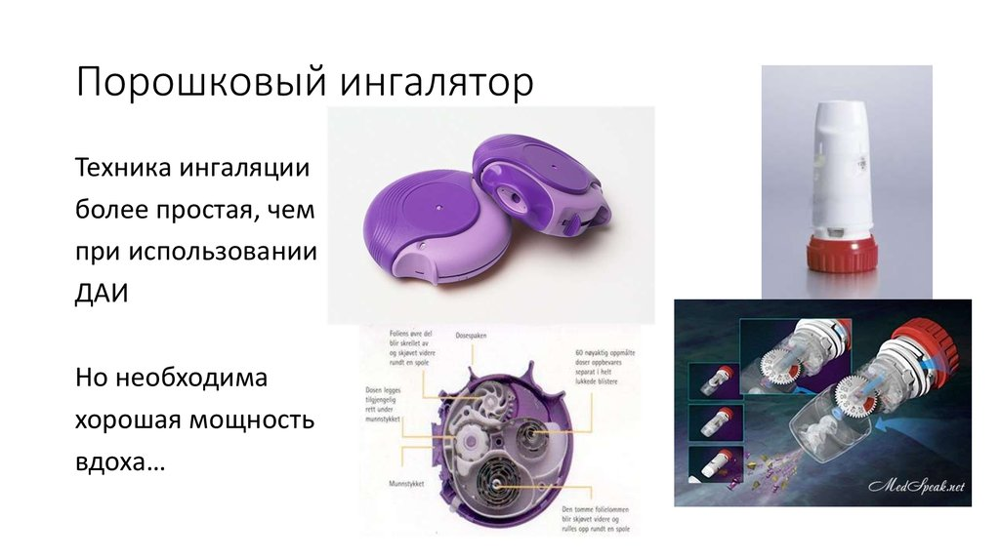 Порошковый ингалятор
Техника ингаляции
более простая, чем
при использовании
ДАИ
Но необходима
хорошая мощность
вдоха…
Foliens øvre del
blir skrellet av
og skjøvet videre
rundt en spole
Dosespaken
60 nøyaktig oppmålte
doser oppbevares
separat i helt
lukkede blistere
Dosen legges
tilgjengelig
rett under
munnstykket
Munnstykket
Den tomme folielommen
blir skjøvet videre og
rulles opp rundt en spole
MedSpeak.net